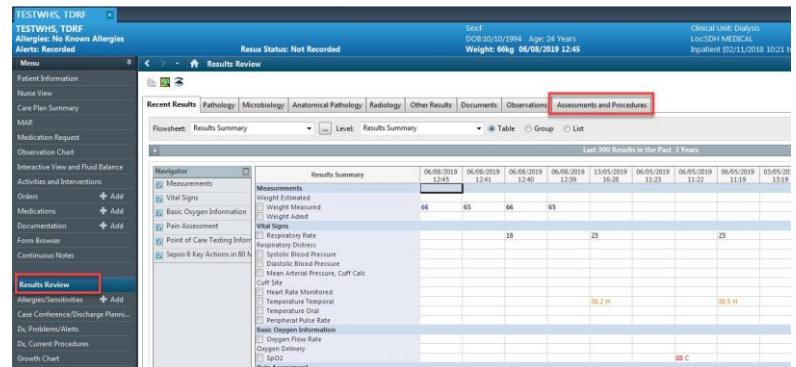 TESTWHS, TDRF
TESTWHS, TDRF
Allergies: No Known Allergies
Alerts: Recorded
Resus Status: Not Recorded
Sex:F
DOB:10/10/1994 Age: 24 Years
Weight: 66kg 06/08/2019 12:45
Clinical Unit: Dialysis
Loc:SDH MEDICAL
Inpatient [02/11/2018 10:21
Menu
Results Review
Patient Information
Nurse View
Care Plan Summary
MAR
Medication Request
Observation Chart
Interactive View and Fluid Balance
Activities and Interventions
Orders + Add
Medications + Add
Documentation + Add
Form Browser
Continuous Notes
Results Review
Allergies/Sensitivities + Add
Case Conference/Discharge Planni...
Dx, Problems/Alerts
Dx, Current Procedures
Growth Chart
Recent Results Pathology Microbiology Anatomical Pathology Radiology Other Results Documents Observations Assessments and Procedures
Flowsheet: Results Summary ... Level: Results Summary Table Group List
Last 300 Results in the Past 3 Years
Navigator
Measurements
Vital Signs
Basic Oxygen Information
Pain Assessment
Point of Care Testing Inforr
Sepsis 6 Key Actions in 60 M
Results Summary 06/08/2019 12:45 06/08/2019 12:41 06/08/2019 12:40 06/08/2019 12:39 13/05/2019 16:28 06/05/2019 11:23 06/05/2019 11:22 06/05/2019 11:19 03/05/20 13:19
Measurements
Weight Estimated
Weight Measured 66 65 66 65
Weight Admit
Vital Signs
Respiratory Rate 18 23 23
Respiratory Distress
Systolic Blood Pressure
Diastolic Blood Pressure
Mean Arterial Pressure, Cuff Calc
Cuff Site
Heart Rate Monitored
Temperature Temporal 38.2 H 38.5 H
Temperature Oral
Peripheral Pulse Rate
Basic Oxygen Information
Oxygen Flow Rate
Oxygen Delivery
SpO2 88 C
Pain Assessment